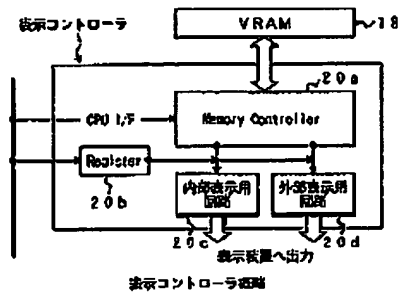 表示コントローラ
VRAM
18
20a
CPU I/F
Memory Controller
Register
20b
内部表示用
回路
外部表示用
回路
20c
20d
表示装置へ出力
表示コントローラ